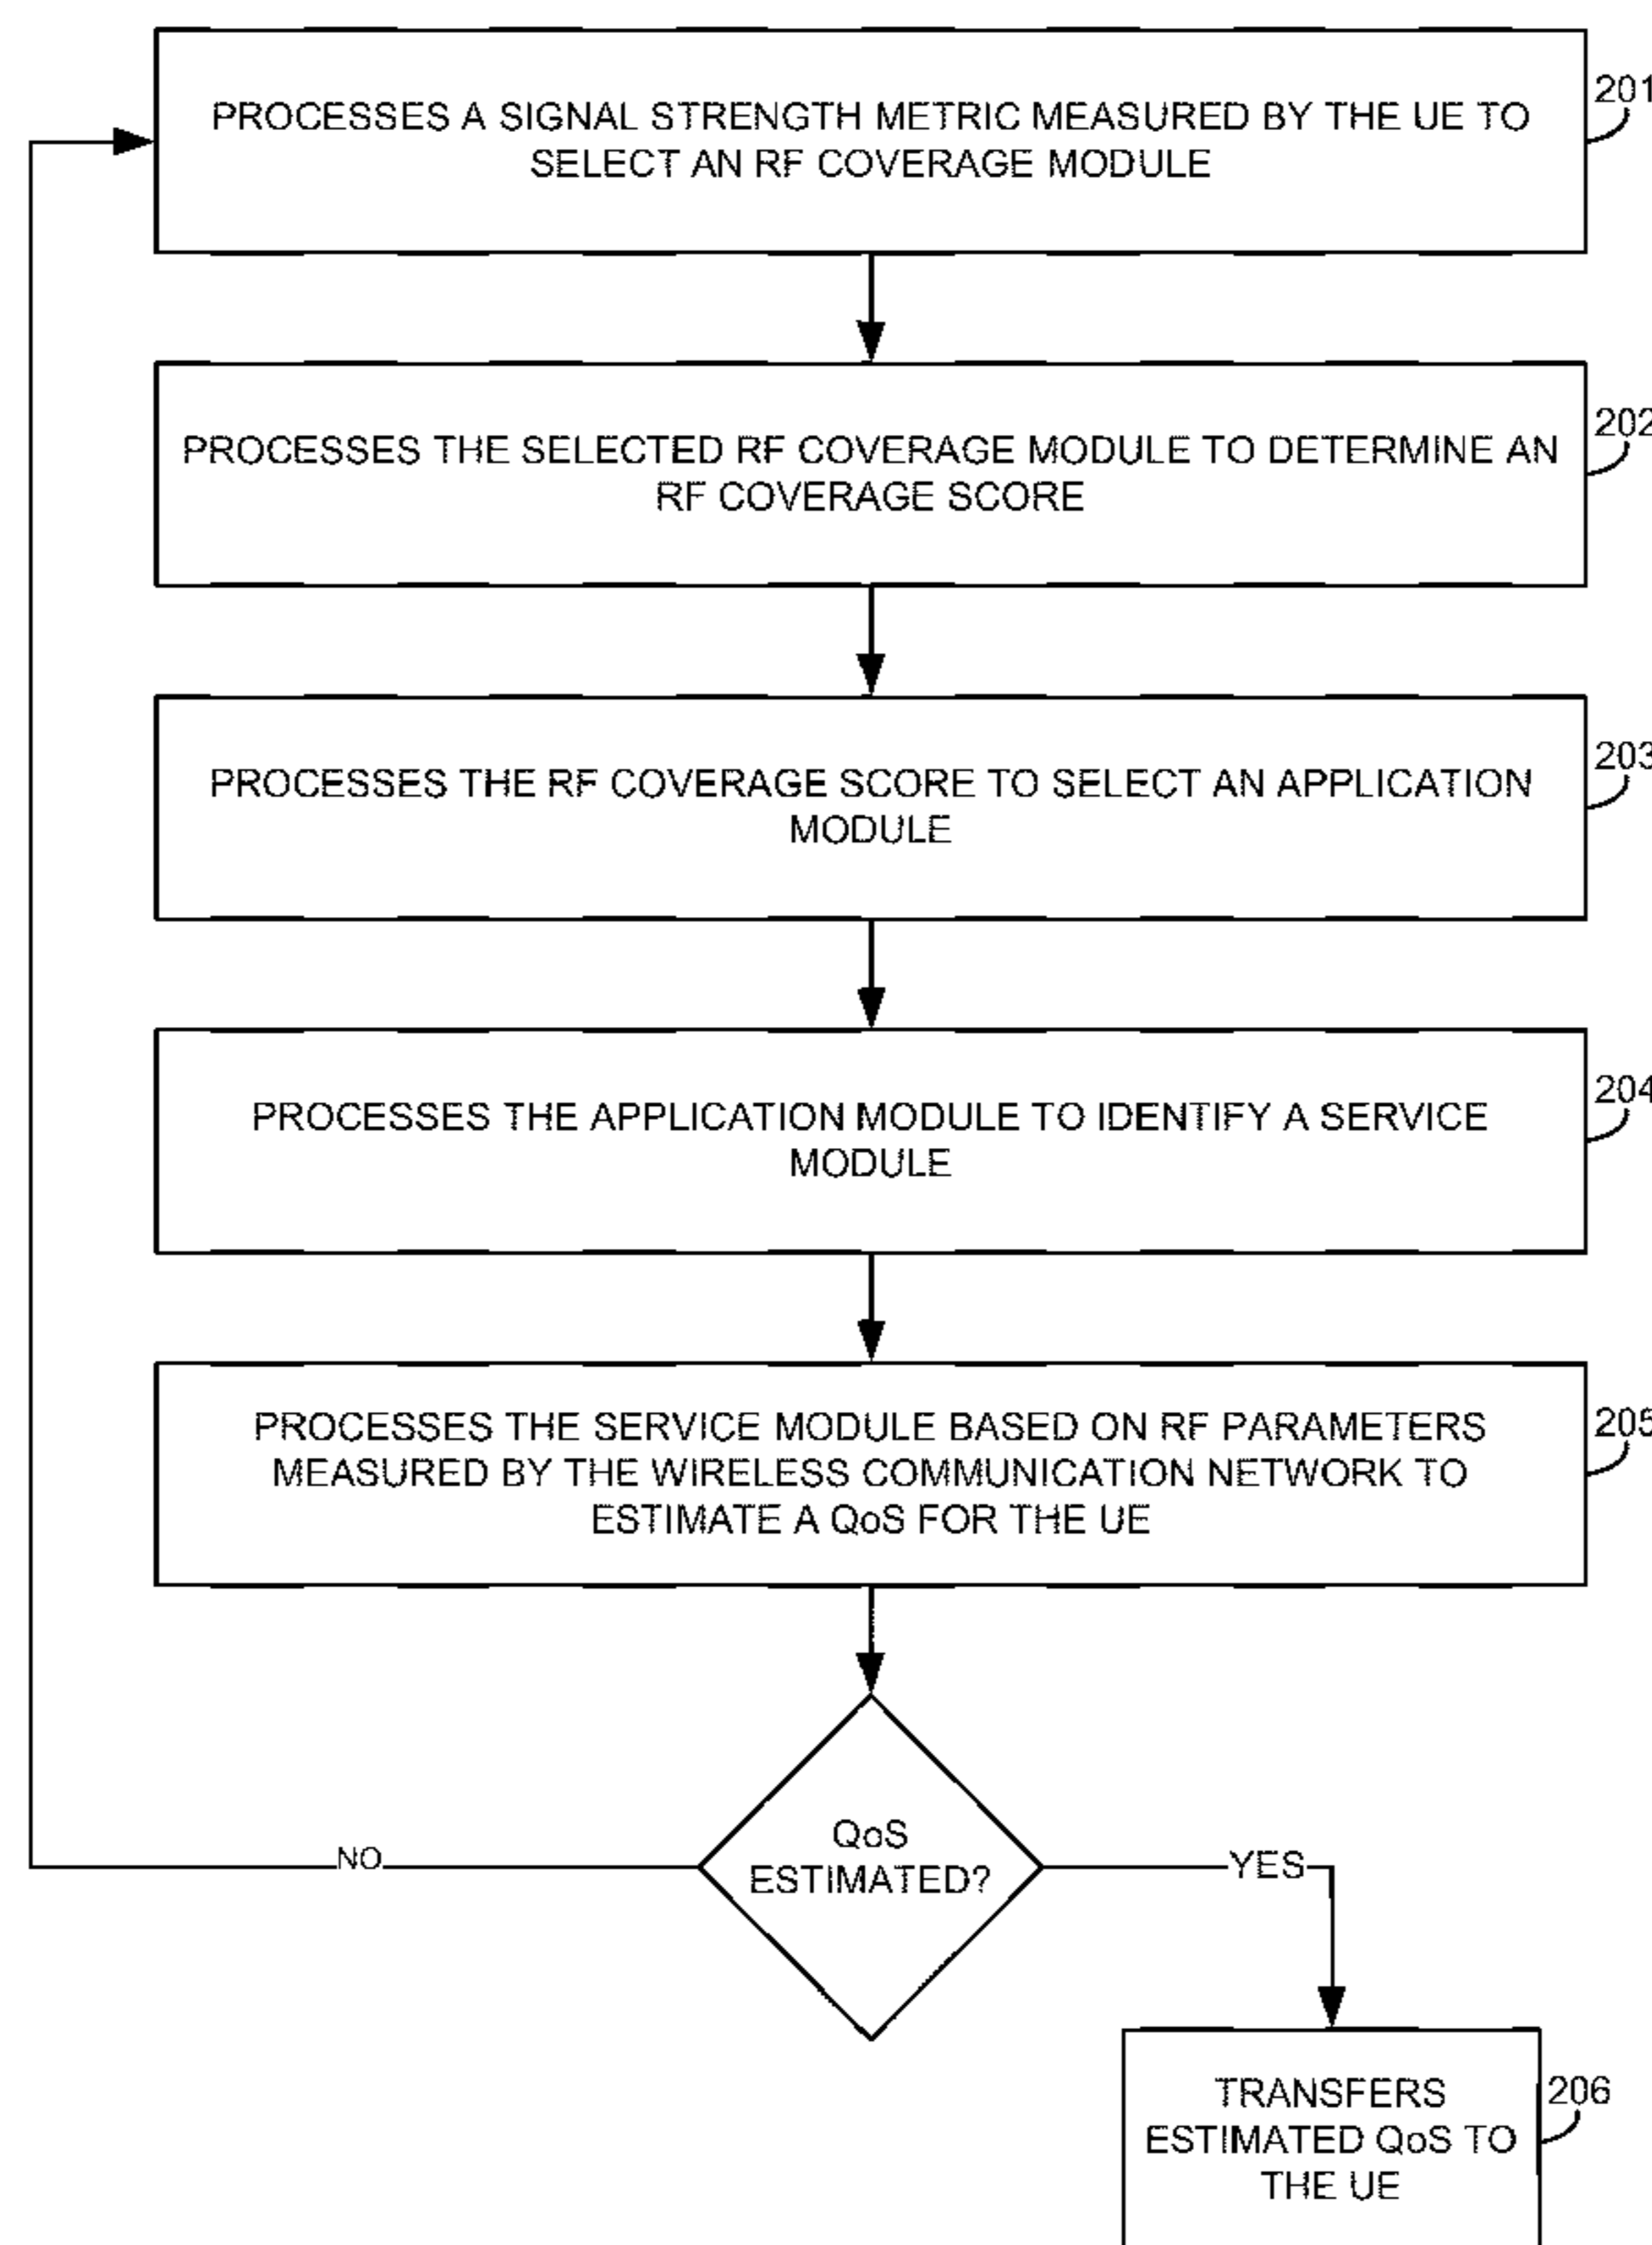 PROCESSES A SIGNAL STRENGTH METRIC MEASURED BY THE UE TO
SELECT AN RF COVERAGE MODULE
201
PROCESSES THE SELECTED RF COVERAGE MODULE TO DETERMINE AN
RF COVERAGE SCORE
202
PROCESSES THE RF COVERAGE SCORE TO SELECT AN APPLICATION
MODULE
203
PROCESSES THE APPLICATION MODULE TO IDENTIFY A SERVICE
MODULE
204
PROCESSES THE SERVICE MODULE BASED ON RF PARAMETERS
MEASURED BY THE WIRELESS COMMUNICATION NETWORK TO
ESTIMATE A QoS FOR THE UE
205
QoS
ESTIMATED?
NO
YES
TRANSFERS
ESTIMATED QoS TO
THE UE
206